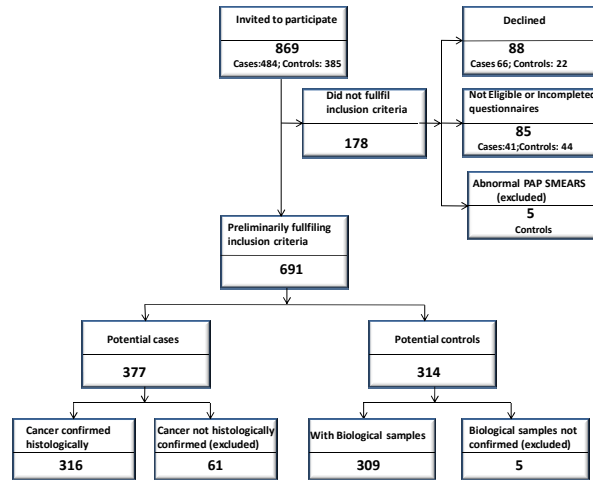 Invited to participate
869
Cases:484; Controls: 385
Declined
88
Cases 66; Controls: 22
Did not fullfil
inclusion criteria
178
Not Eligible or Incompleted
questionnaires
85
Cases:41;Controls: 44
Abnormal PAP SMEARS
(excluded)
5
Controls
Preliminarily fullfiling
inclusion criteria
691
Potential cases
377
Potential controls
314
Cancer confirmed
histologically
316
Cancer not histologically
confirmed (excluded)
61
With Biological samples
309
Biological samples not
confirmed (excluded)
5